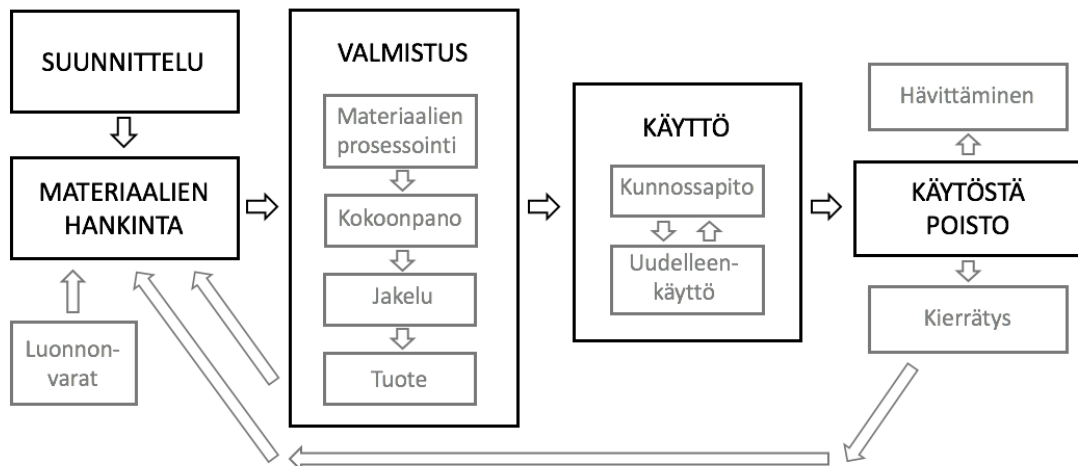 SUUNNITTELU
MATERIAALIEN
HANKINTA
Luonnon-
varat
VALMISTUS
Materiaalien
prosessointi
Kokoonpano
Jakelu
Tuote
KÄYTTÖ
Kunnossapito
Uudelleen-
käyttö
Hävittäminen
KÄYTÖSTÄ
POISTO
Kierrätys